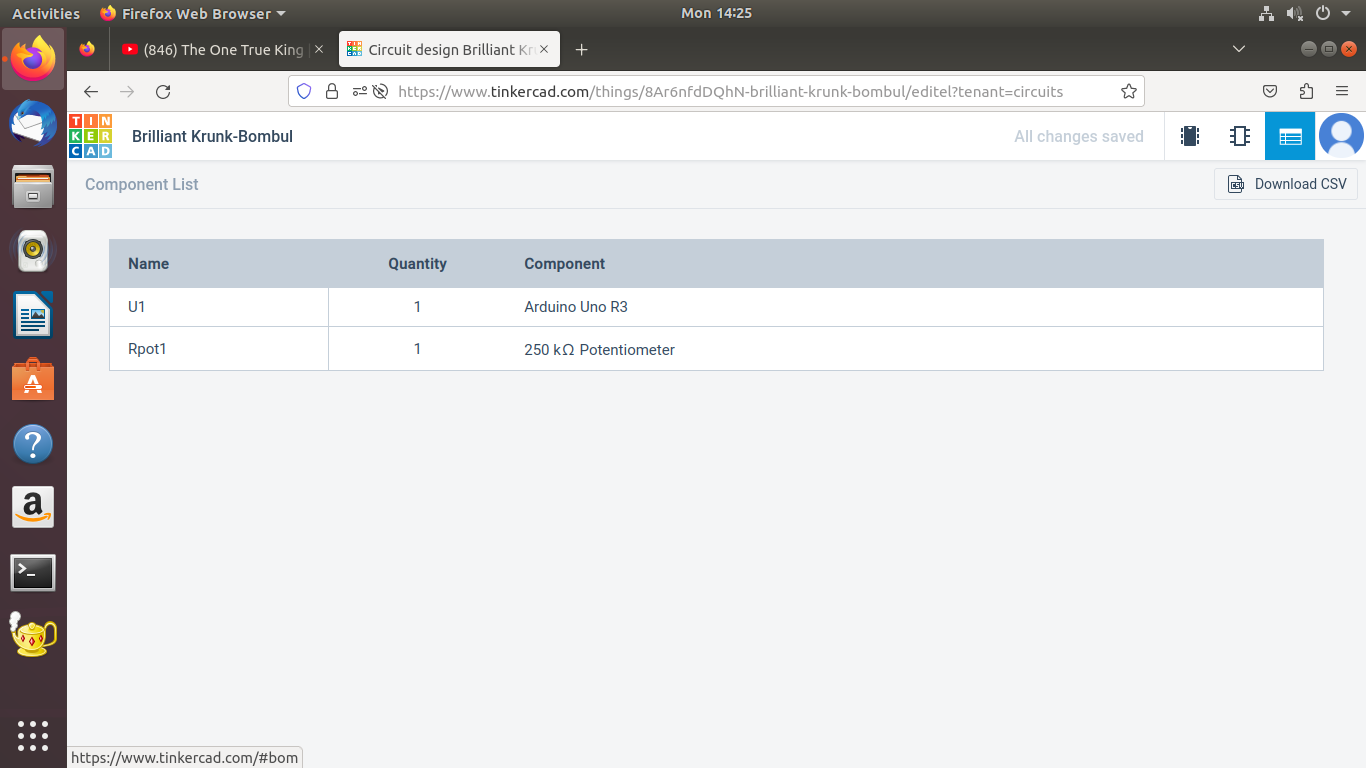 Activities
Firefox Web Browser
Mon 14:25
(846) The One True King
Circuit design Brilliant Kru
https://www.tinkercad.com/things/8Ar6nfdDQhN-brilliant-krunk-bombul/editel?tenant=circuits
TIN
KER
CAD
Brilliant Krunk-Bombul
All changes saved
Component List
Download CSV
Name Quantity Component
U1 1 Arduino Uno R3
Rpot1 1 250 kΩ Potentiometer
https://www.tinkercad.com/#bom